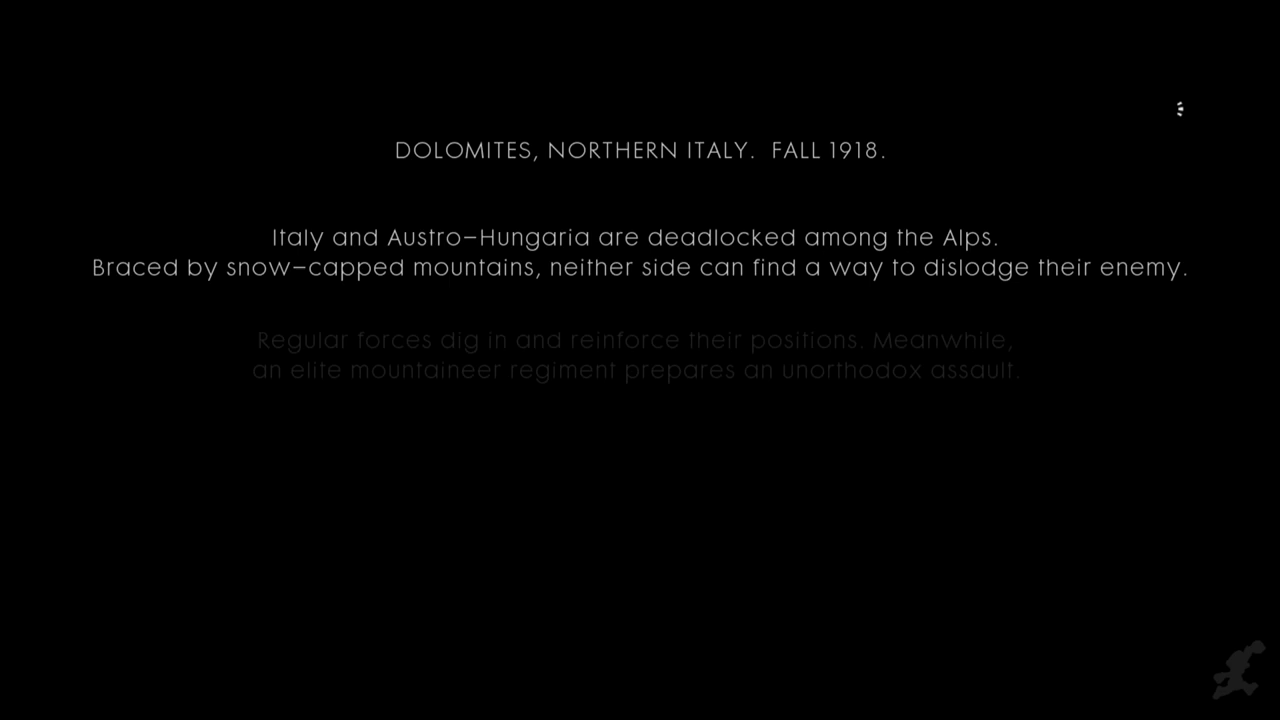 DOLOMITES, NORTHERN ITALY. FALL 1918.
Italy and Austro-Hungaria are deadlocked among the Alps.
Braced by snow-capped mountains, neither side can find a way to dislodge their enemy.
Regular forces dig in and reinforce their positions. Meanwhile,
an elite mountaineer regiment prepares an unorthodox assault.